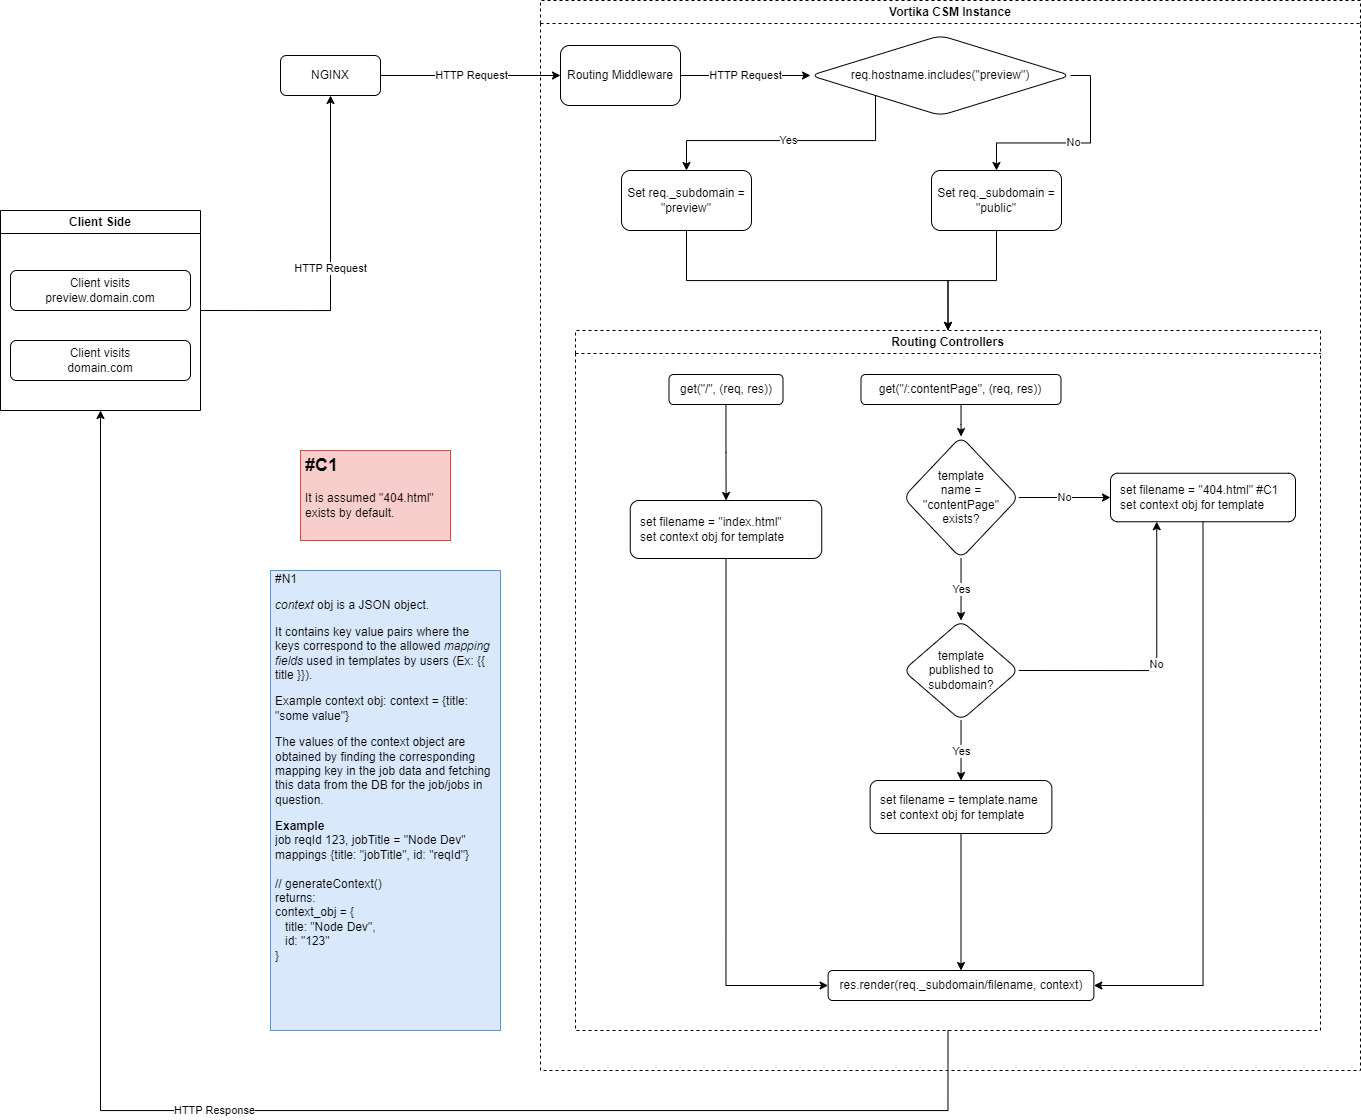 Vortika CSM Instance
NGINX
HTTP Request
Routing Middleware
HTTP Request
req.hostname.includes("preview")
Yes
No
Set req._subdomain =
"preview"
Set req._subdomain =
"public"
Client Side
Client visits
preview.domain.com
Client visits
domain.com
HTTP Request
Routing Controllers
get("/", (req, res))
get("/:contentPage", (req, res))
template
name =
"contentPage"
exists?
No
set filename = "404.html" #C1
set context obj for template
set filename = "index.html"
set context obj for template
Yes
template
published to
subdomain?
No
Yes
set filename = template.name
set context obj for template
res.render(req._subdomain/filename, context)
#C1
It is assumed "404.html"
exists by default.
#N1
context obj is a JSON object.
It contains key value pairs where the
keys correspond to the allowed mapping
fields used in templates by users (Ex: {{
title }}).
Example context obj: context = {title:
"some value"}
The values of the context object are
obtained by finding the corresponding
mapping key in the job data and fetching
this data from the DB for the job/jobs in
question.
Example
job reqId 123, jobTitle = "Node Dev"
mappings {title: "jobTitle", id: "reqId"}
// generateContext()
returns:
context_obj = {
title: "Node Dev",
id: "123"
}
HTTP Response